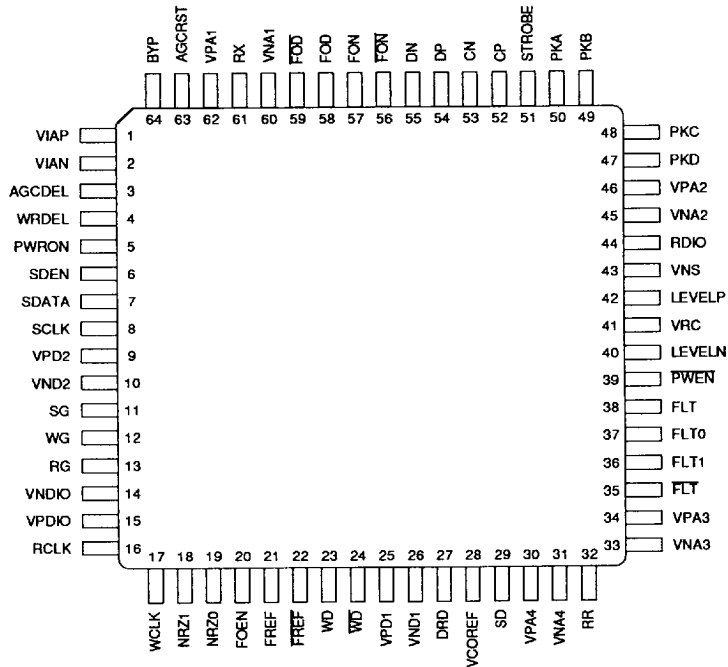 BYP
AGCRST
VPA1
RX
VNA1
F̅O̅D̅
FOD
FON
F̅O̅N̅
DN
DP
CN
CP
STROBE
PKA
PKB
64 63 62 61 60 59 58 57 56 55 54 53 52 51 50 49
VIAP 1
VIAN 2
AGCDEL 3
WRDEL 4
PWRON 5
SDEN 6
SDATA 7
SCLK 8
VPD2 9
VND2 10
SG 11
WG 12
RG 13
VNDIO 14
VPDIO 15
RCLK 16
48 PKC
47 PKD
46 VPA2
45 VNA2
44 RDIO
43 VNS
42 LEVELP
41 VRC
40 LEVELN
39 P̅W̅E̅N̅
38 FLT
37 FLT0
36 FLT1
35 F̅L̅T̅
34 VPA3
33 VNA3
17 18 19 20 21 22 23 24 25 26 27 28 29 30 31 32
WCLK
NRZ1
NRZ0
FOEN
FREF
F̅R̅E̅F̅
WD
W̅D̅
VPD1
VND1
DRD
VCOREF
SD
VPA4
VNA4
RR